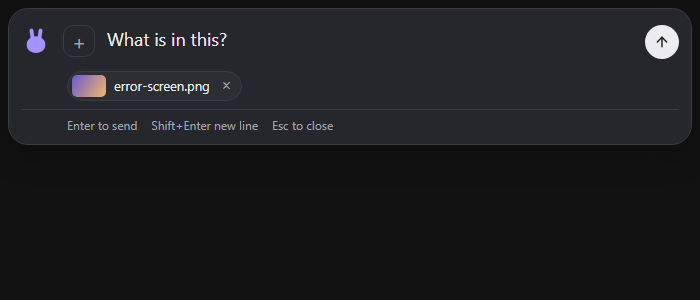 What is in this?
error-screen.png ×
Enter to send Shift+Enter new line Esc to close